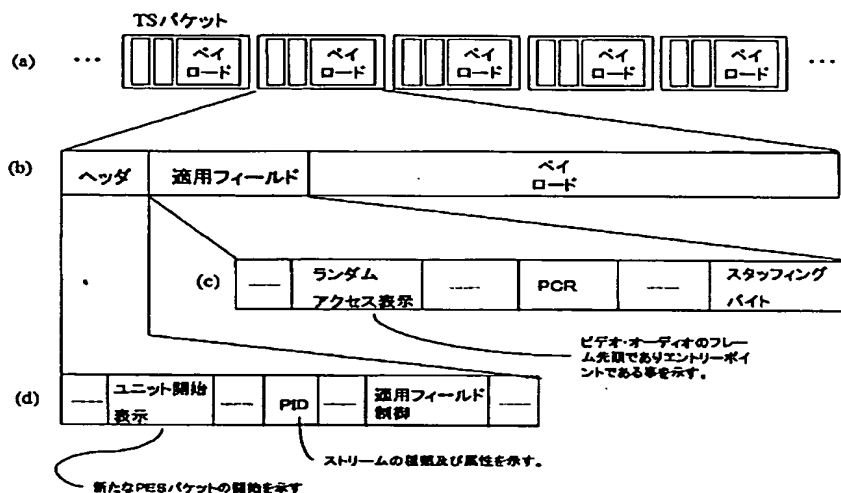 TSパケット
(a) … ペイ ペイ ペイ ペイ ペイ …
ロード ロード ロード ロード ロード
(b) ヘッダ 適用フィールド ペイ
ロード
(c) ランダム PCR スタッフィング
アクセス表示 バイト
ビデオ・オーディオのフレー
ム先頭でありエントリーポイ
ントである事を示す。
(d) ユニット開始 PID 適用フィールド
表示 制御
ストリームの種類及び属性を示す。
新たなPESパケットの開始を示す